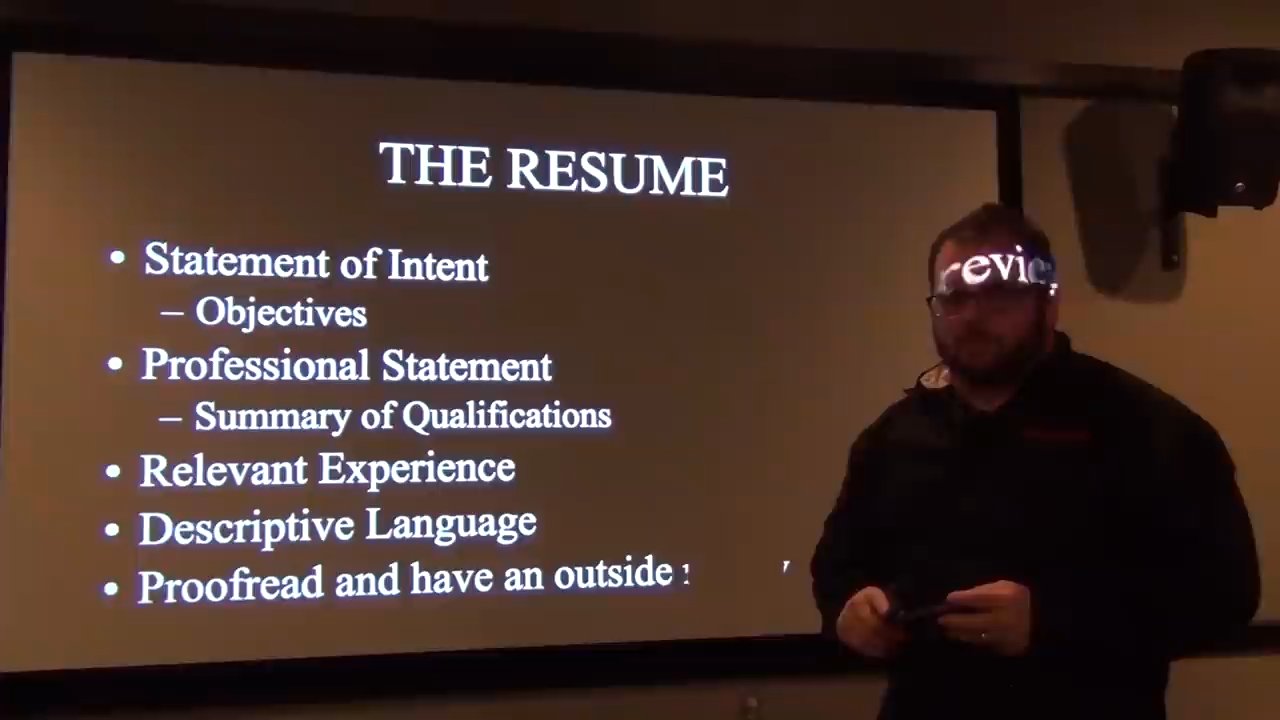 THE RESUME
• Statement of Intent
– Objectives
• Professional Statement
– Summary of Qualifications
• Relevant Experience
• Descriptive Language
• Proofread and have an outside
revie